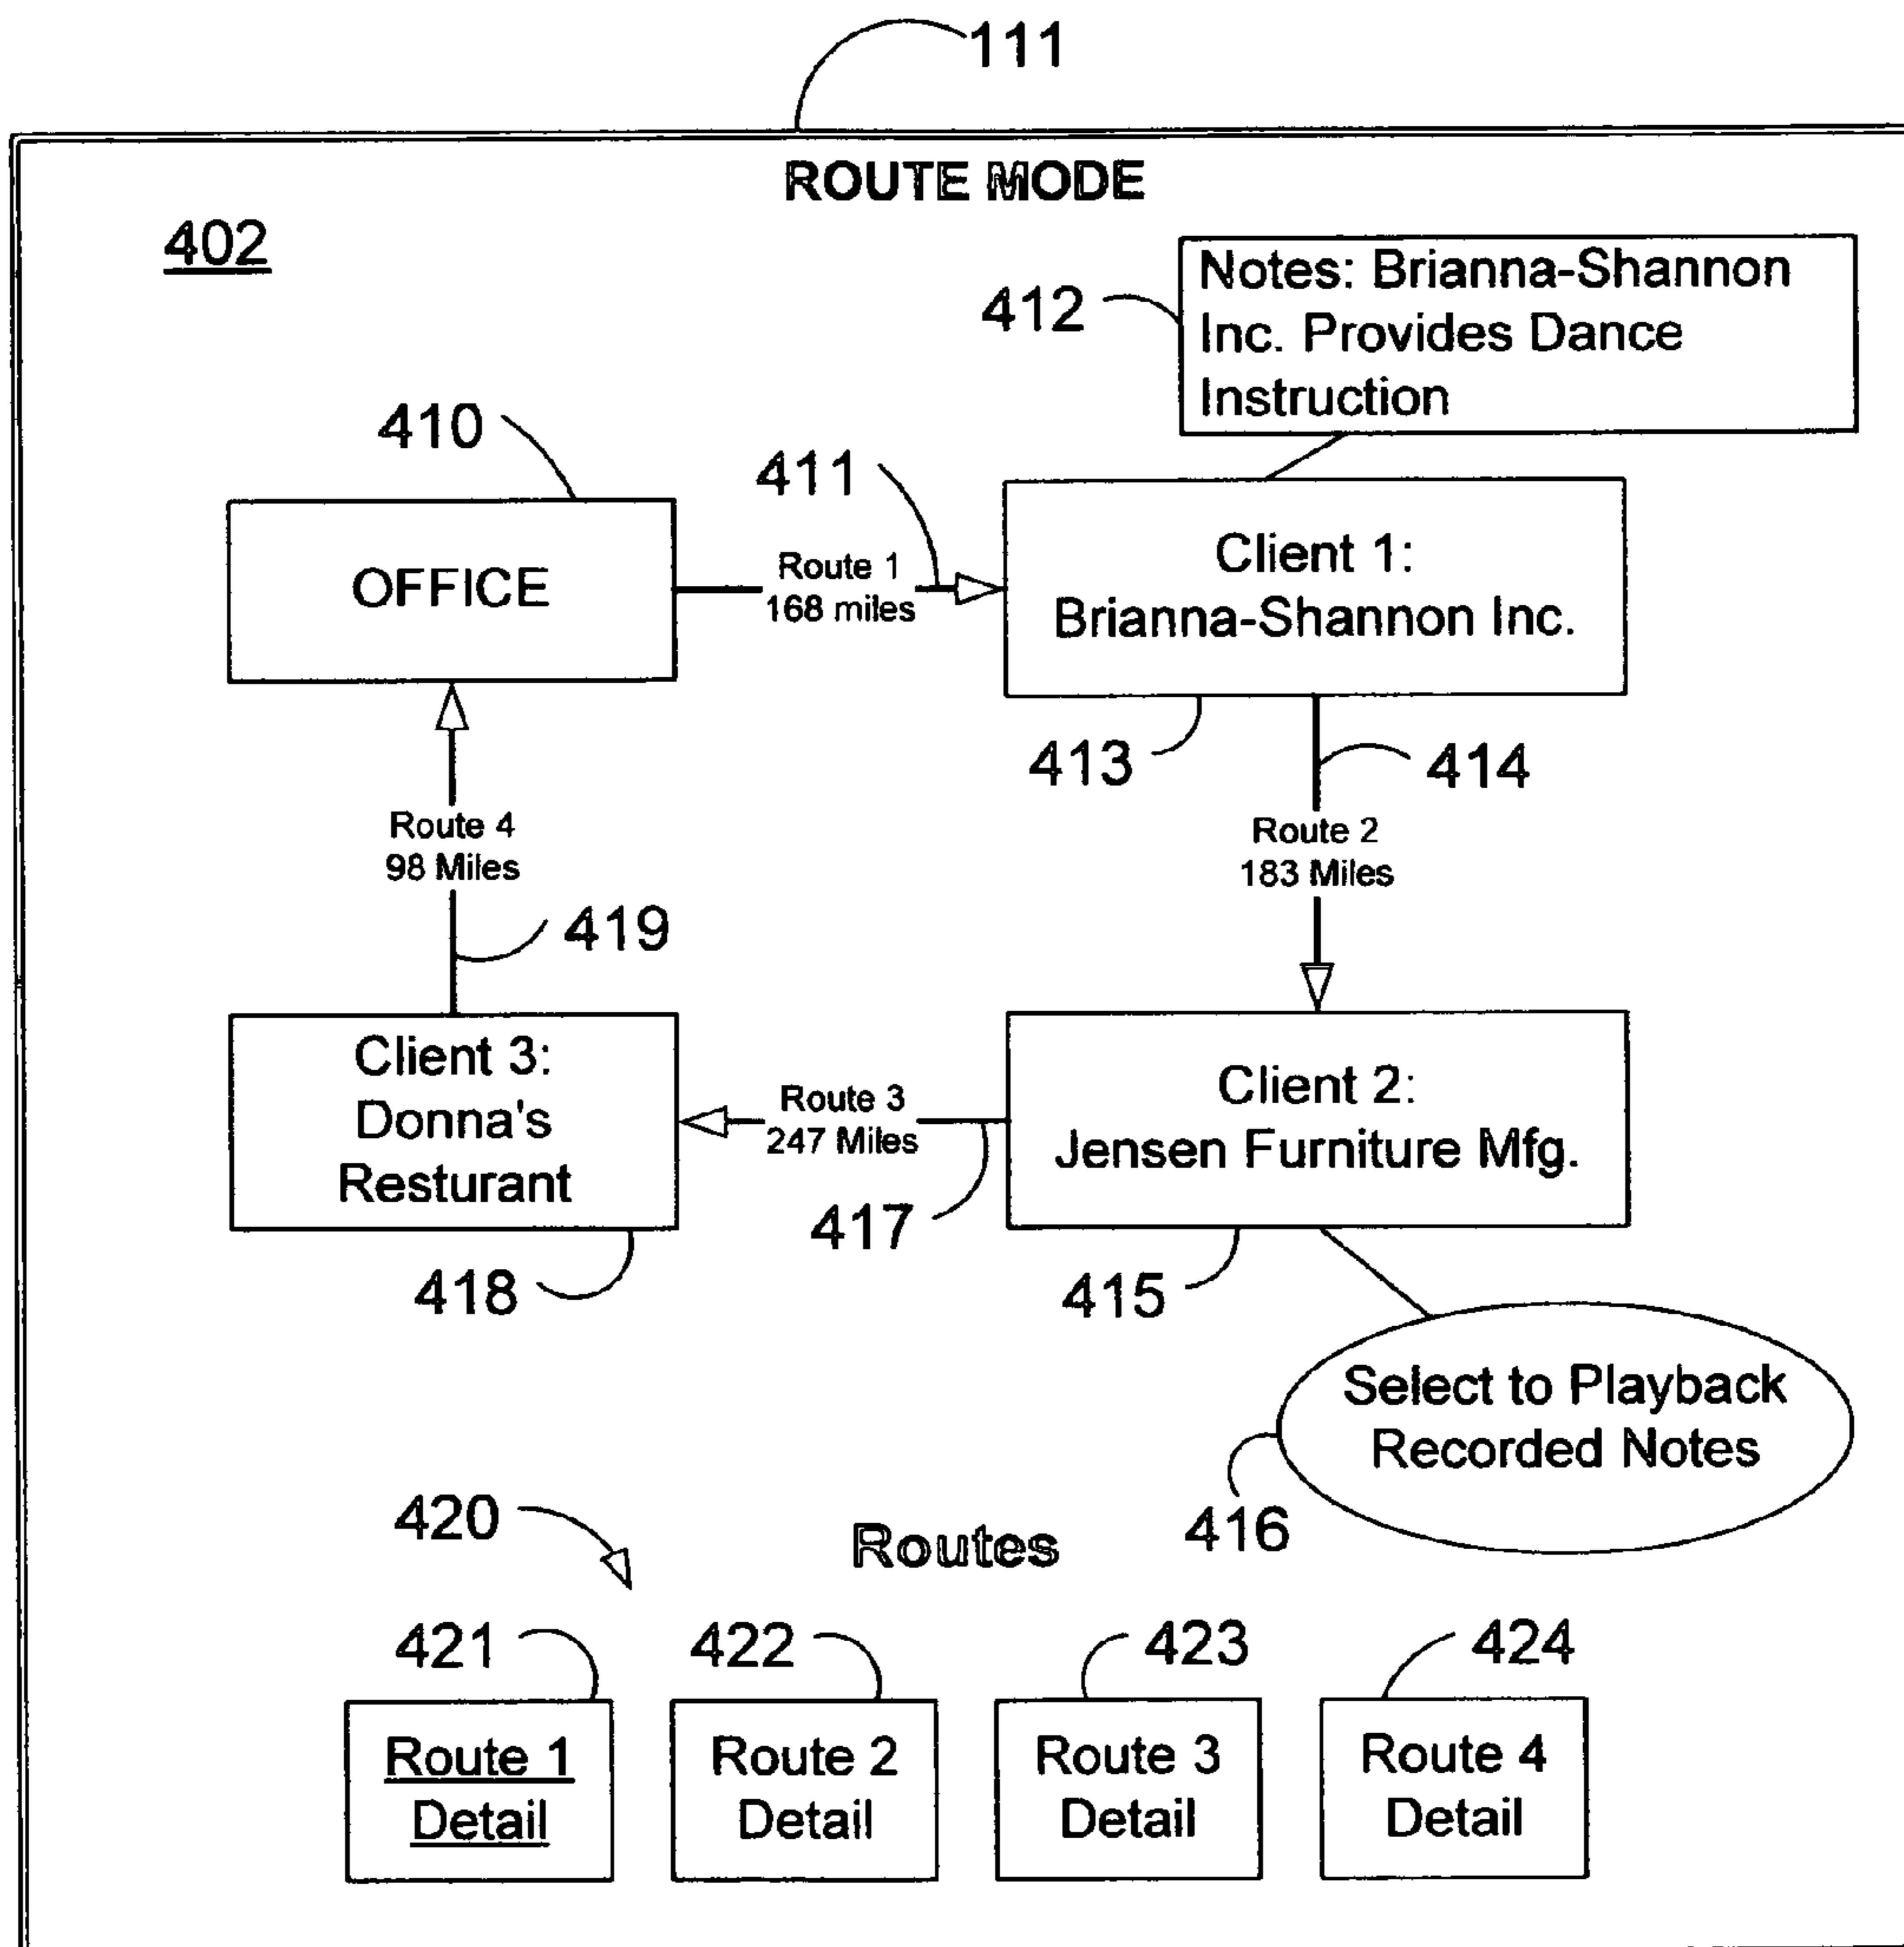 111
ROUTE MODE
402
Notes: Brianna-Shannon
Inc. Provides Dance
Instruction
412
410
411
OFFICE
Route 1
168 miles
Client 1:
Brianna-Shannon Inc.
413
414
Route 4
98 Miles
Route 2
183 Miles
419
Client 3:
Donna's
Resturant
Route 3
247 Miles
Client 2:
Jensen Furniture Mfg.
417
418
415
Select to Playback
Recorded Notes
416
420
Routes
421
422
423
424
Route 1
Detail
Route 2
Detail
Route 3
Detail
Route 4
Detail